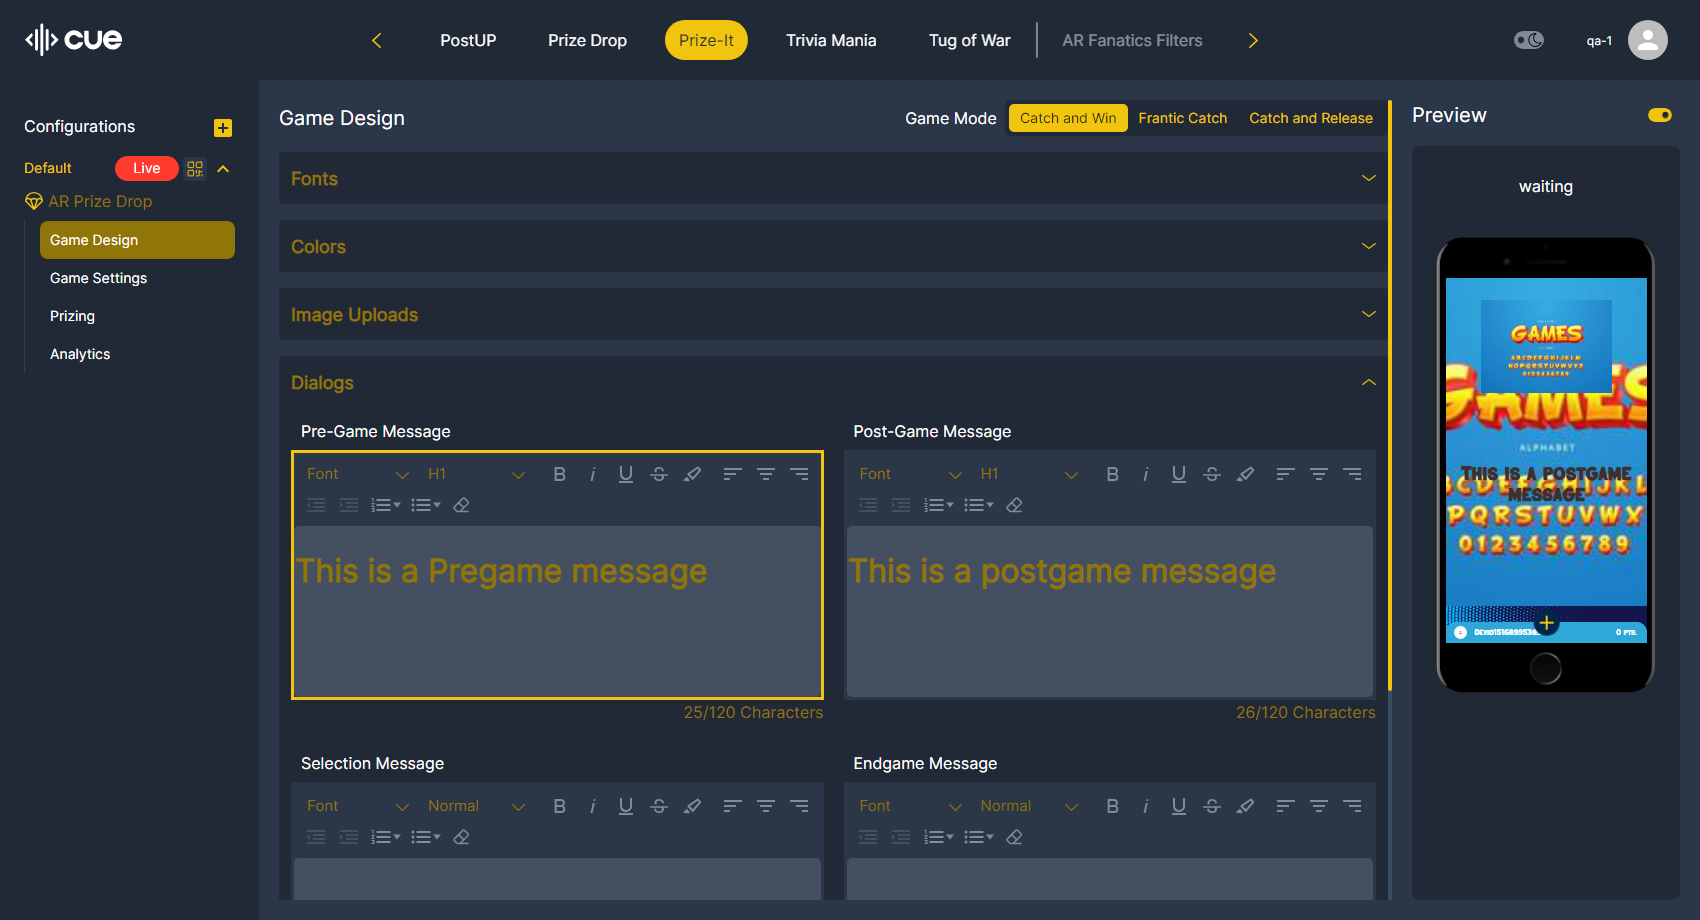 cue
PostUP
Prize Drop
Prize-It
Trivia Mania
Tug of War
AR Fanatics Filters
qa-1
Configurations
Default
Live
AR Prize Drop
Game Design
Game Settings
Prizing
Analytics
Game Design
Game Mode
Catch and Win
Frantic Catch
Catch and Release
Fonts
Colors
Image Uploads
Dialogs
Pre-Game Message
Font
H1
B i U S
This is a Pregame message
25/120 Characters
Post-Game Message
Font
H1
B i U S
This is a postgame message
26/120 Characters
Selection Message
Font
Normal
B i U S
Endgame Message
Font
Normal
B i U S
Preview
waiting
GAMES
ABCDEFGHIJKLM
NOPQRSTUVWXYZ
0123456789
GAMES
ALPHABET
THIS IS A POSTGAME
MESSAGE
PQRSTUVWX
0123456789
0 PTS.